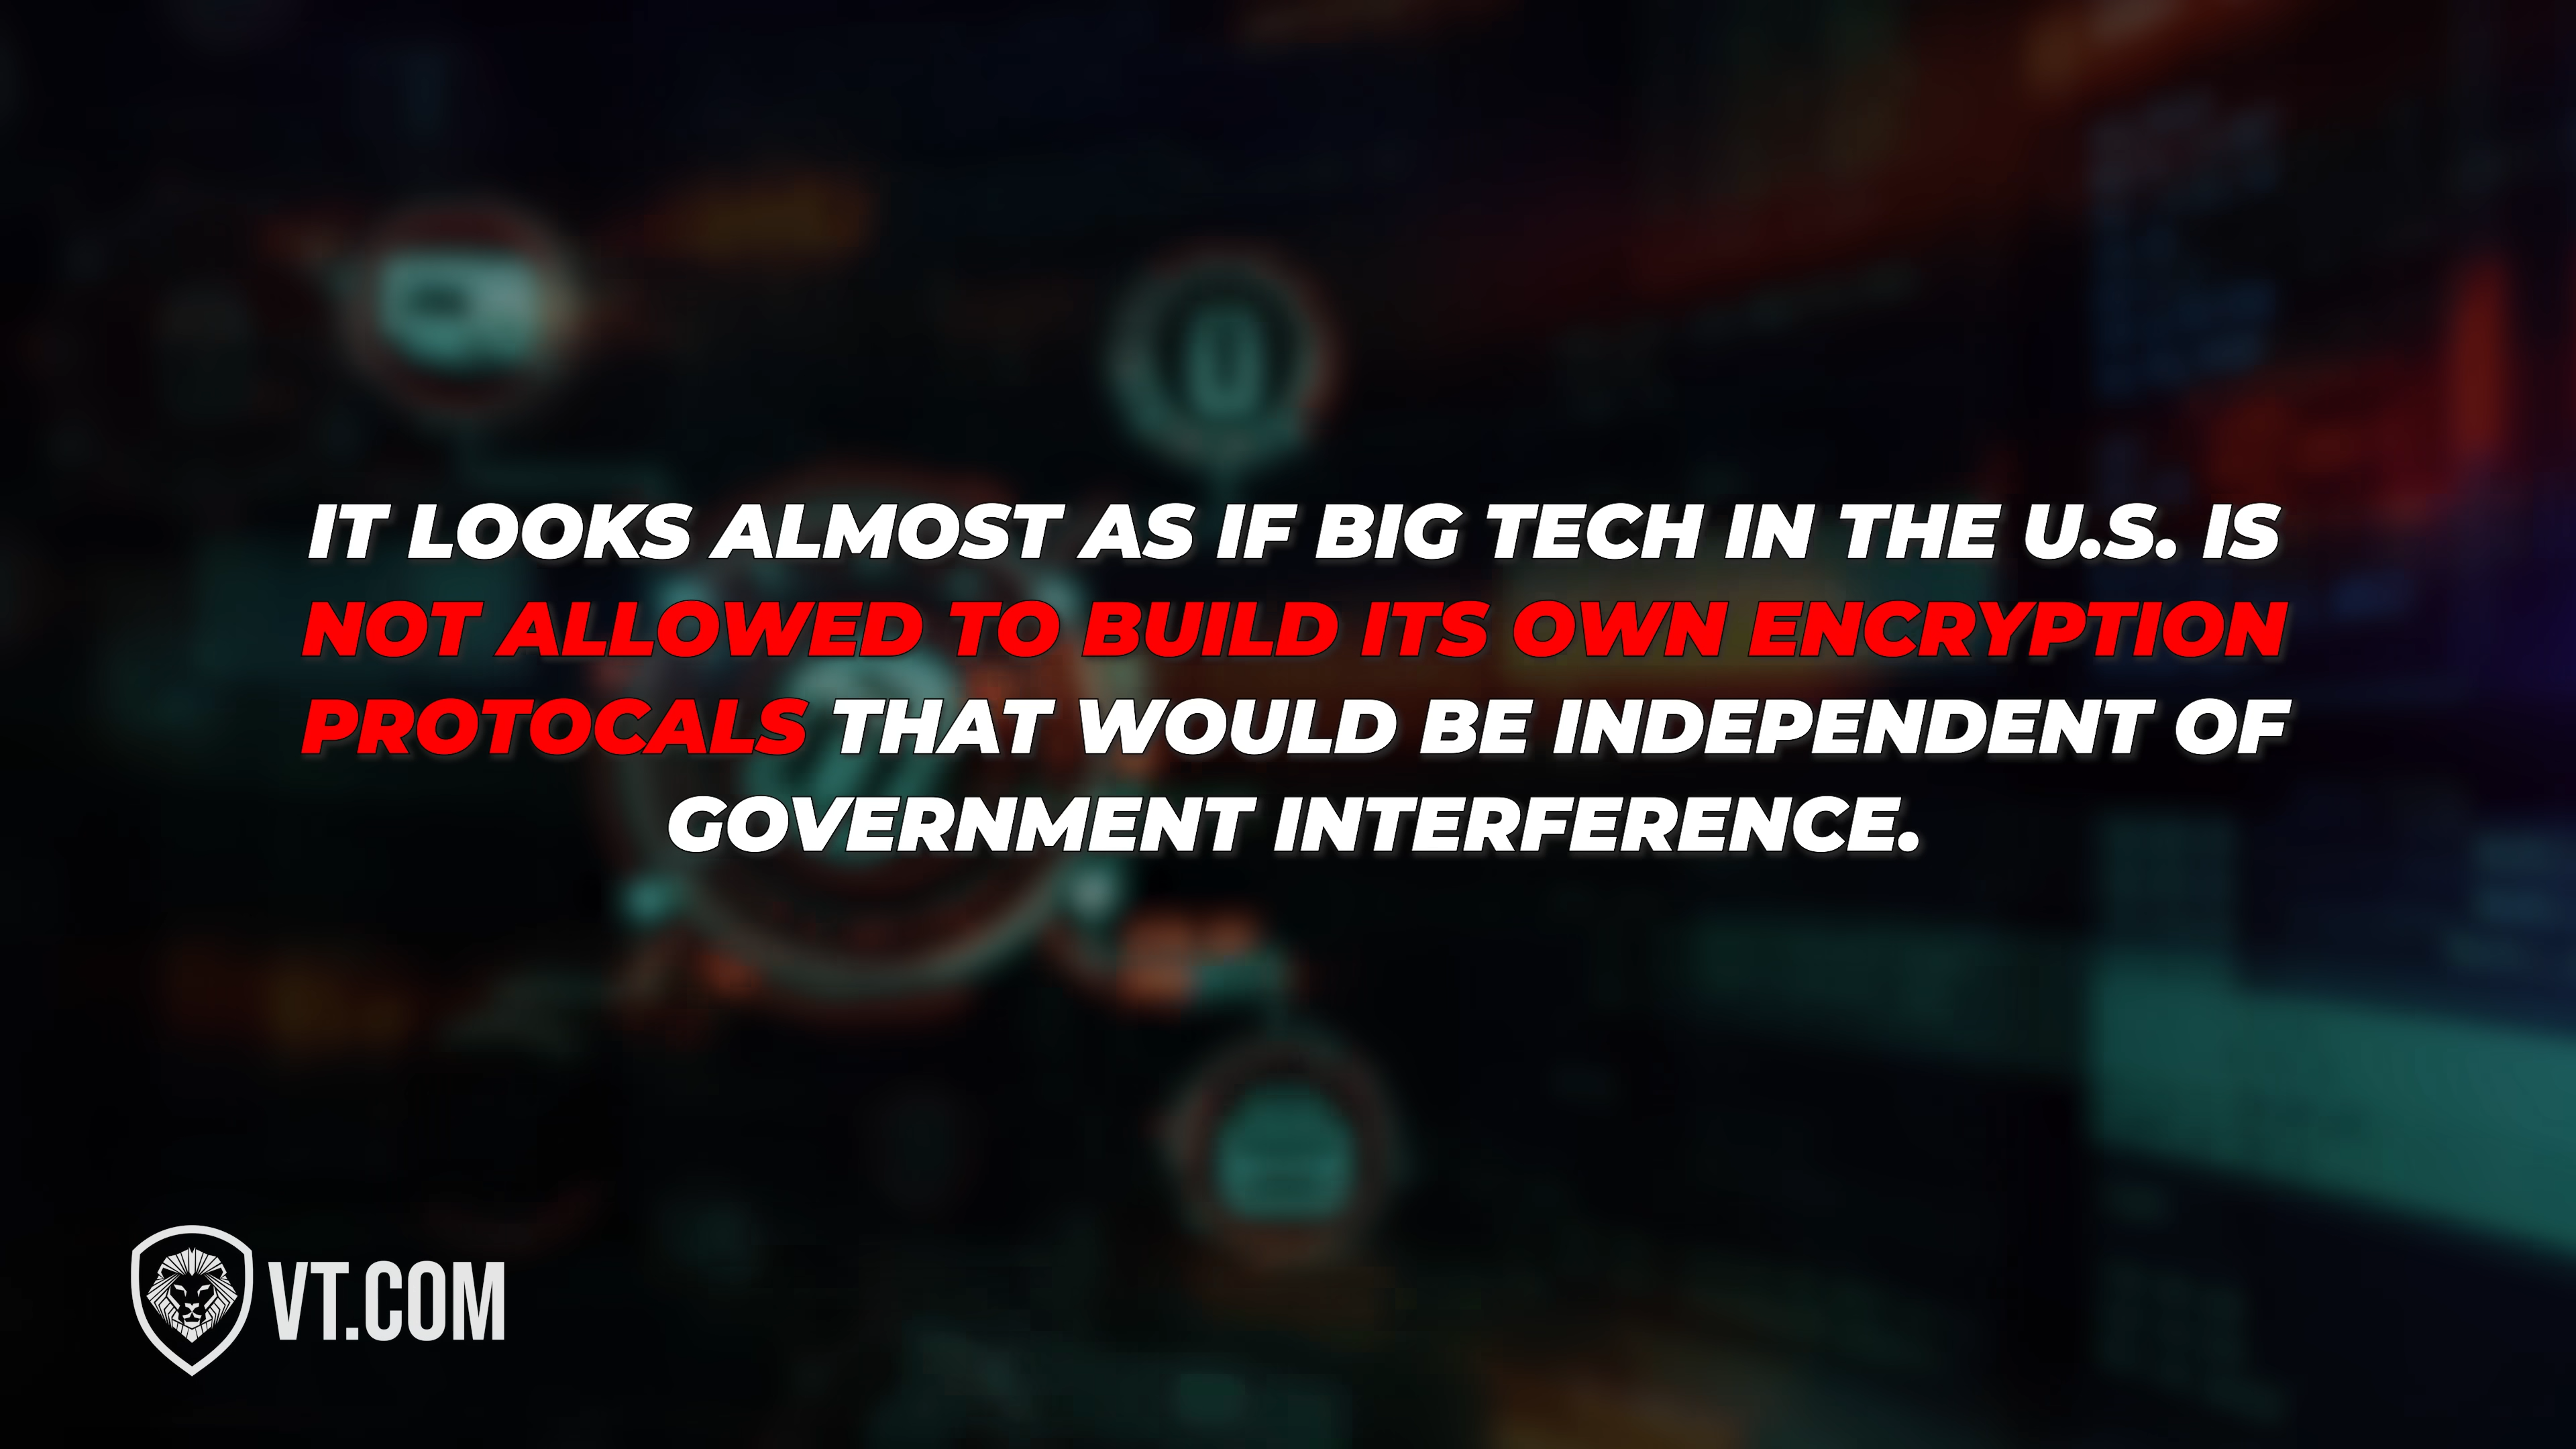 IT LOOKS ALMOST AS IF BIG TECH IN THE U.S. IS
NOT ALLOWED TO BUILD ITS OWN ENCRYPTION
PROTOCALS THAT WOULD BE INDEPENDENT OF
GOVERNMENT INTERFERENCE.
VT.COM